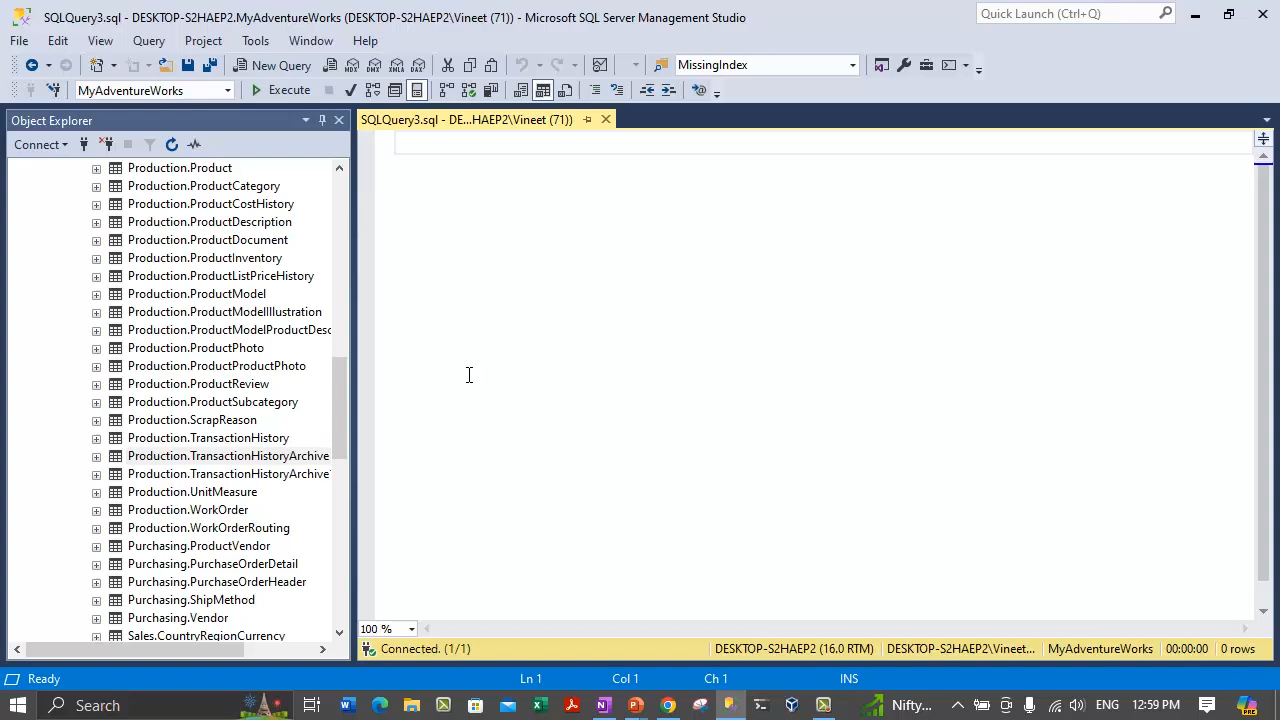 SQLQuery3.sql - DESKTOP-S2HAEP2.MyAdventureWorks (DESKTOP-S2HAEP2\Vineet (71)) - Microsoft SQL Server Management Studio
Quick Launch (Ctrl+Q)
File Edit View Query Project Tools Window Help
New Query
MDX DMX XMLA DAX
MissingIndex
MyAdventureWorks
Execute
Object Explorer
SQLQuery3.sql - DE...HAEP2\Vineet (71))
Connect
Production.Product
Production.ProductCategory
Production.ProductCostHistory
Production.ProductDescription
Production.ProductDocument
Production.ProductInventory
Production.ProductListPriceHistory
Production.ProductModel
Production.ProductModelIllustration
Production.ProductModelProductDesc
Production.ProductPhoto
Production.ProductProductPhoto
Production.ProductReview
Production.ProductSubcategory
Production.ScrapReason
Production.TransactionHistory
Production.TransactionHistoryArchive
Production.TransactionHistoryArchive
Production.UnitMeasure
Production.WorkOrder
Production.WorkOrderRouting
Purchasing.ProductVendor
Purchasing.PurchaseOrderDetail
Purchasing.PurchaseOrderHeader
Purchasing.ShipMethod
Purchasing.Vendor
Sales.CountryRegionCurrency
100 %
Connected. (1/1)
DESKTOP-S2HAEP2 (16.0 RTM)
DESKTOP-S2HAEP2\Vineet...
MyAdventureWorks
00:00:00
0 rows
Ready
Ln 1
Col 1
Ch 1
INS
Search
Nifty...
ENG
12:59 PM